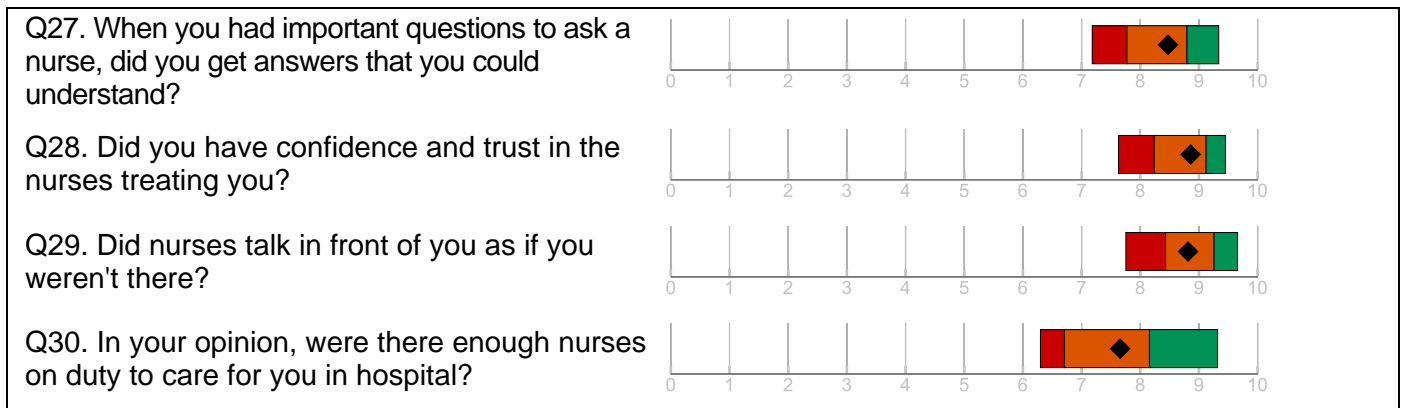 Q27. When you had important questions to ask a
nurse, did you get answers that you could
understand?
0 1 2 3 4 5 6 7 8 9 10
Q28. Did you have confidence and trust in the
nurses treating you?
0 1 2 3 4 5 6 7 8 9 10
Q29. Did nurses talk in front of you as if you
weren't there?
0 1 2 3 4 5 6 7 8 9 10
Q30. In your opinion, were there enough nurses
on duty to care for you in hospital?
0 1 2 3 4 5 6 7 8 9 10